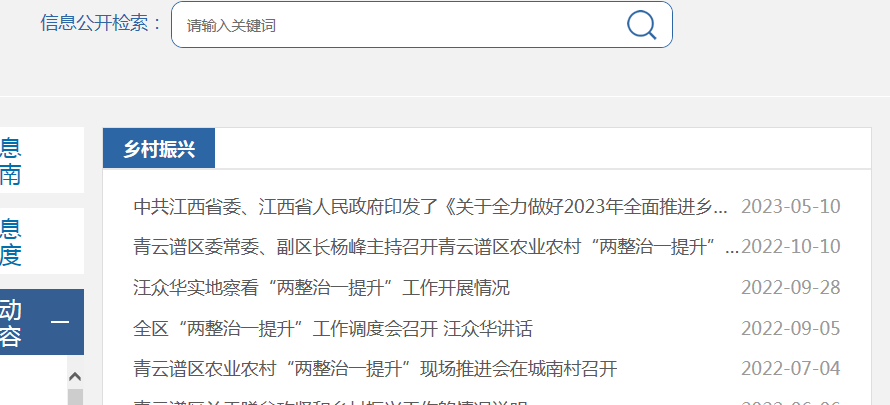 信息公开检索：
请输入关键词
息
南
息
度
动
容
乡村振兴
中共江西省委、江西省人民政府印发了《关于全力做好2023年全面推进乡... 2023-05-10
青云谱区委常委、副区长杨峰主持召开青云谱区农业农村“两整治一提升”... 2022-10-10
汪众华实地察看“两整治一提升”工作开展情况 2022-09-28
全区“两整治一提升”工作调度会召开 汪众华讲话 2022-09-05
青云谱区农业农村“两整治一提升”现场推进会在城南村召开 2022-07-04